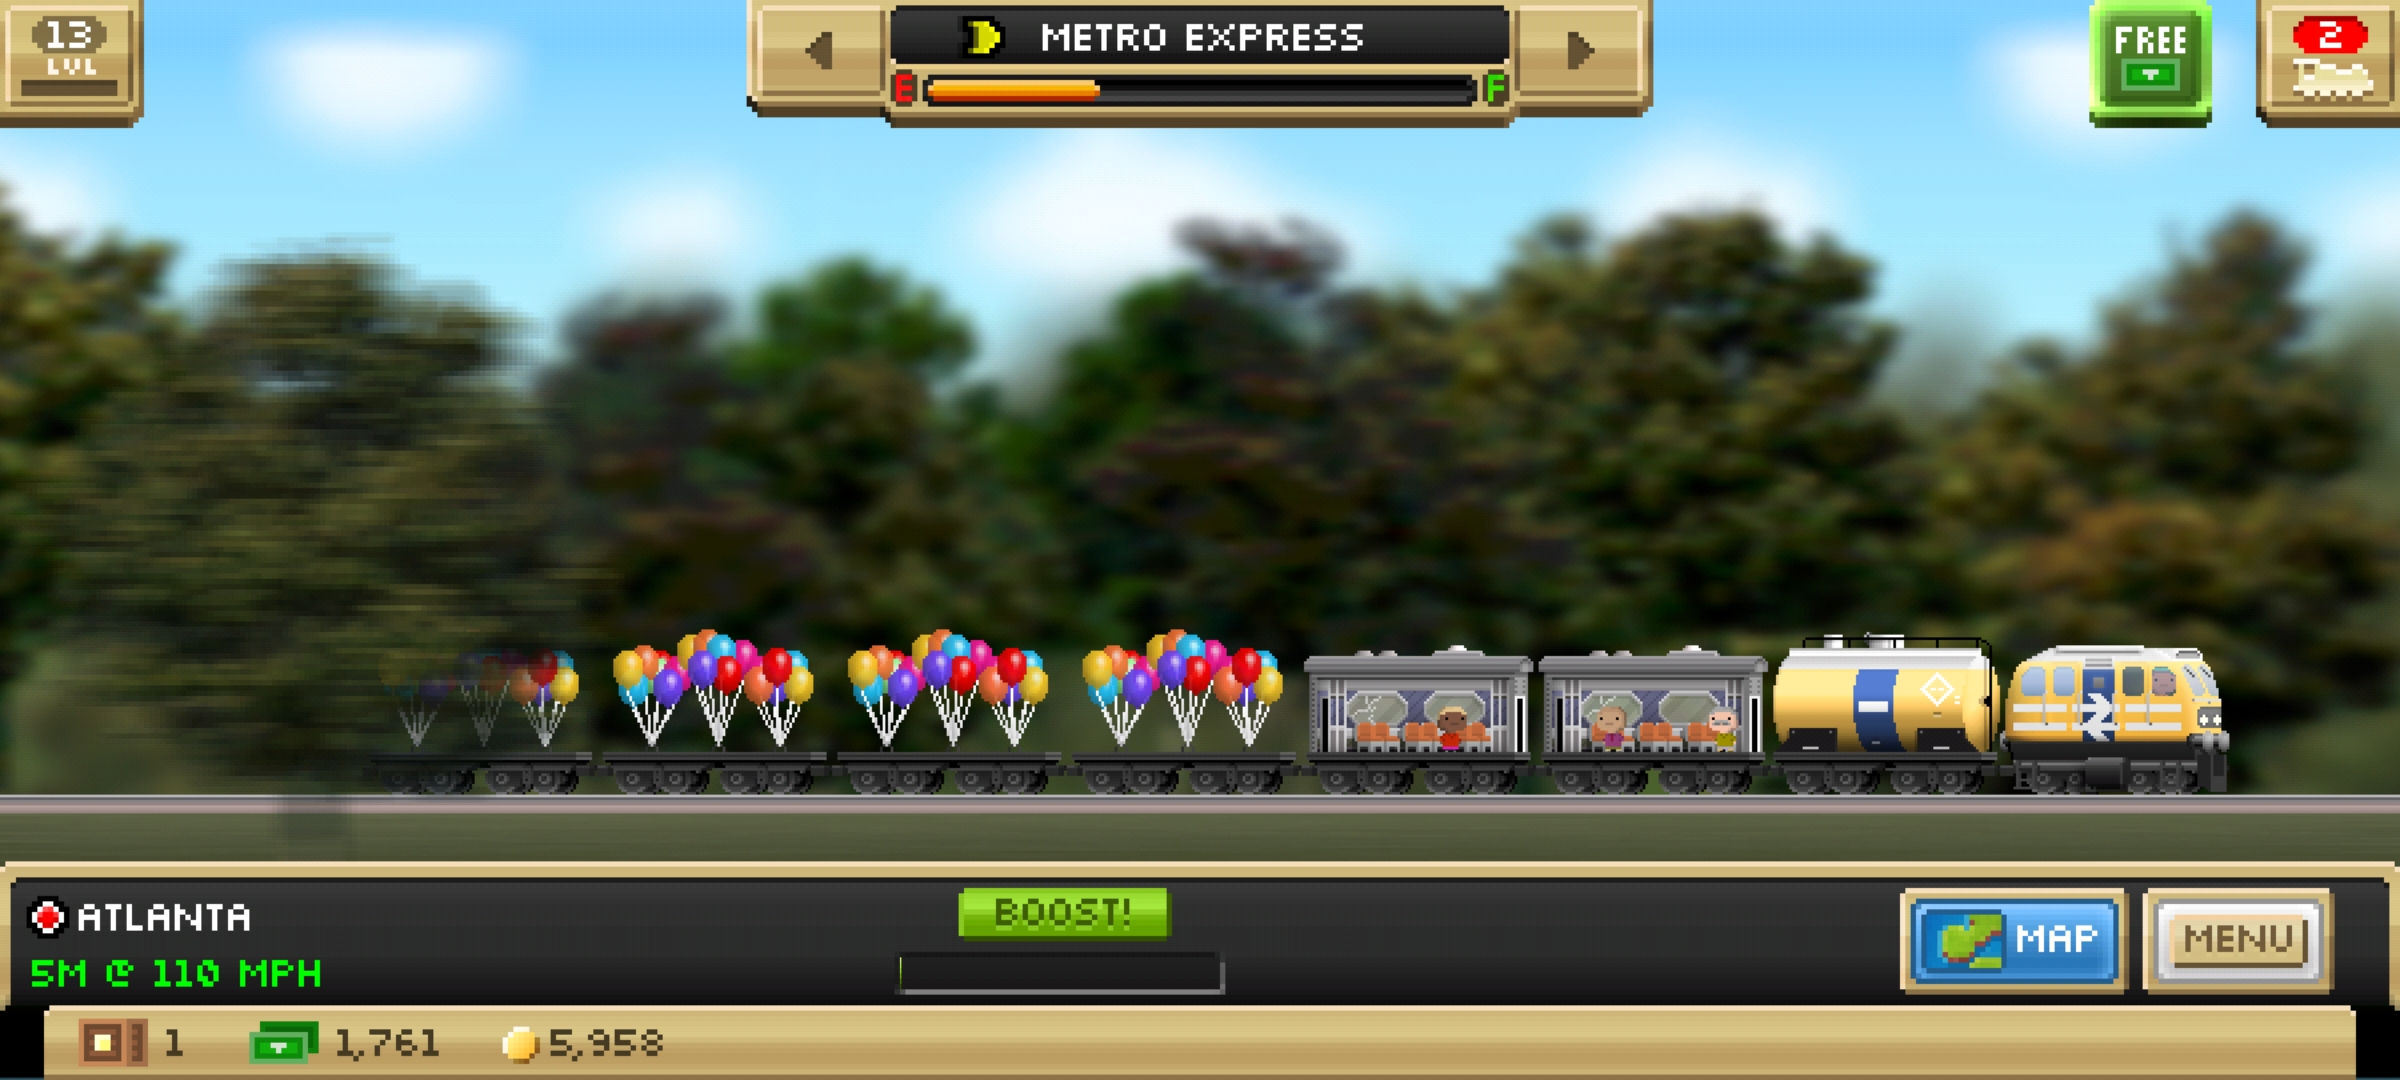 13
LVL
METRO EXPRESS
E F
FREE
2
ATLANTA
5M @ 110 MPH
BOOST!
MAP
MENU
1
1,761
5,958